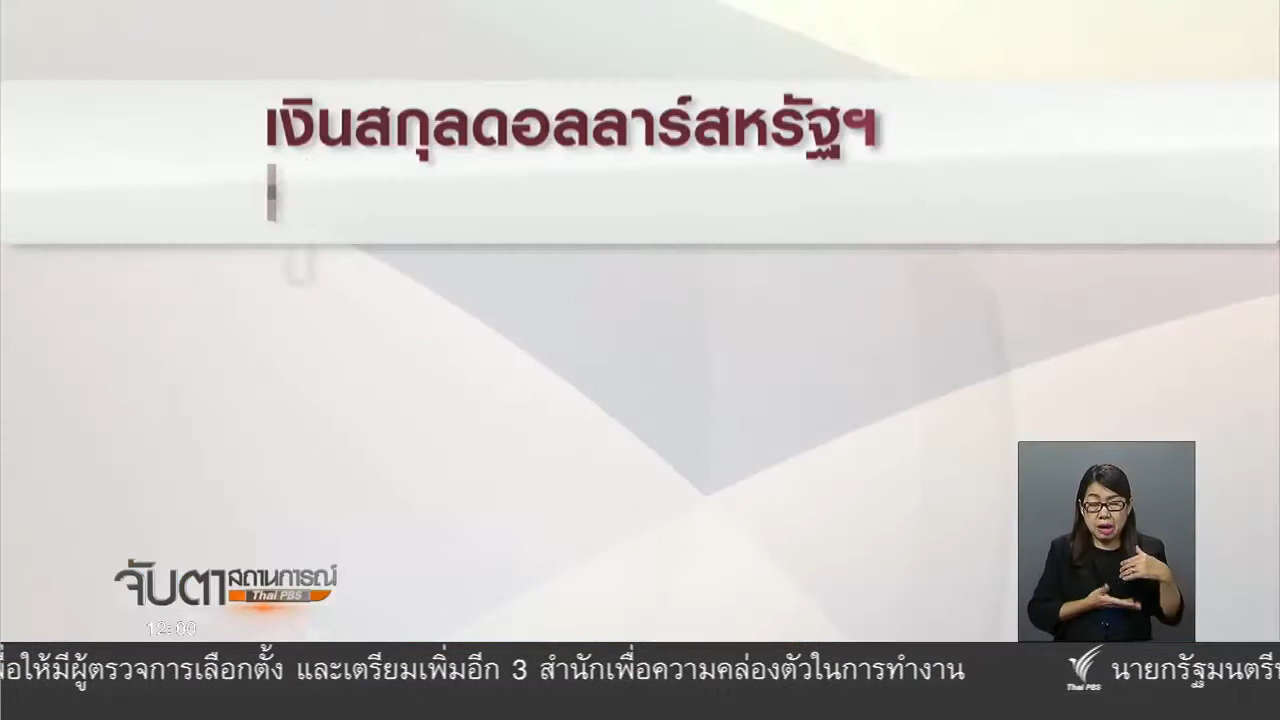 เงินสกุลดอลลาร์สหรัฐฯ
จับตา สถานการณ์
Thai PBS
12:00
ให้มีผู้ตรวจการเลือกตั้ง และเตรียมเพิ่มอีก 3 สำนักเพื่อความคล่องตัวในการทำงาน
Thai PBS
นายกรัฐมนตรี